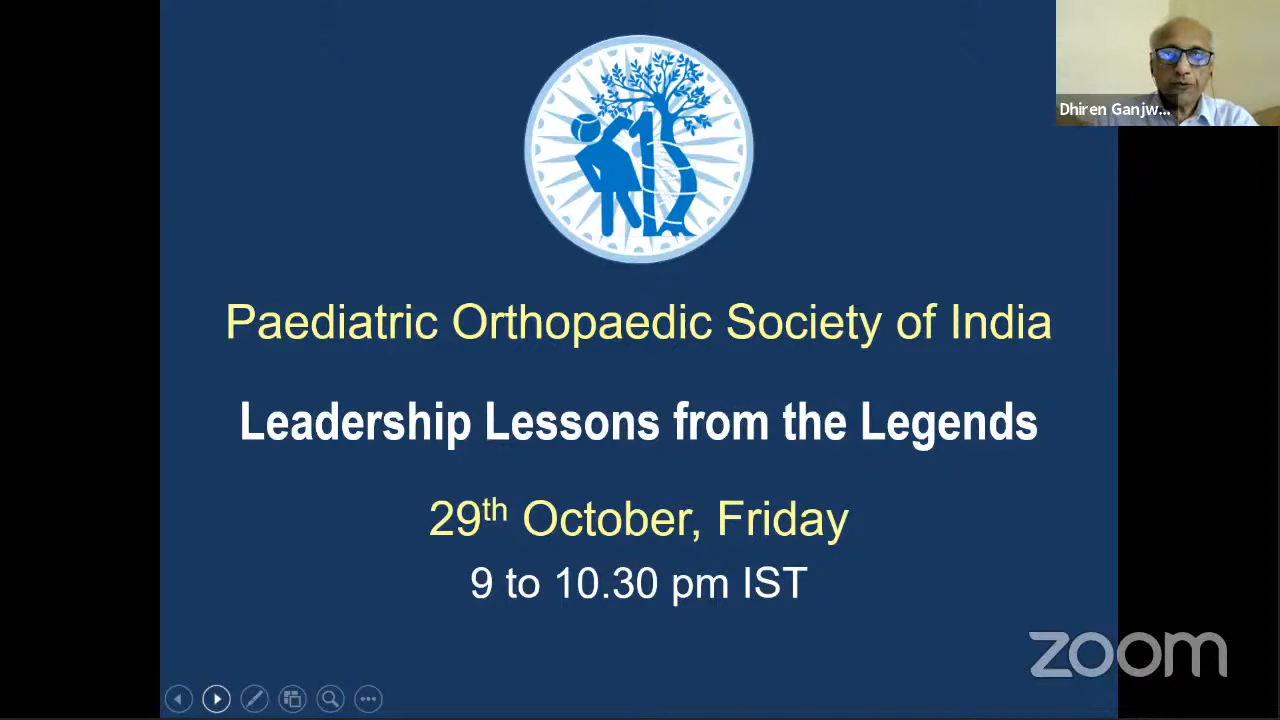 Dhiren Ganjw...
Paediatric Orthopaedic Society of India
Leadership Lessons from the Legends
29th October, Friday
9 to 10.30 pm IST
zoom